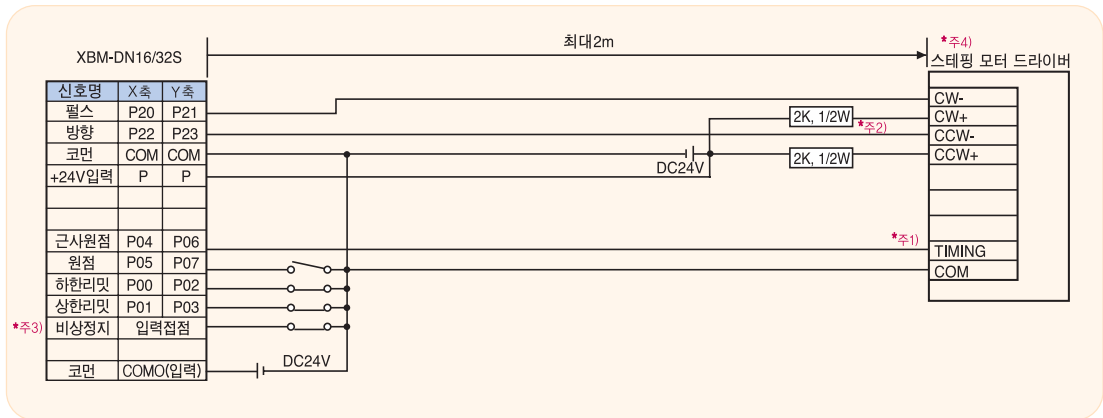 최대2m
XBM-DN16/32S
*주4)
스테핑 모터 드라이버
신호명 X축 Y축
펄스 P20 P21
방향 P22 P23
코먼 COM COM
+24V입력 P P
근사원점 P04 P06
원점 P05 P07
하한리밋 P00 P02
상한리밋 P01 P03
*주3) 비상정지 입력접점
코먼 COMO(입력)
DC24V
DC24V
2K, 1/2W
*주2)
2K, 1/2W
*주1)
CW-
CW+
CCW-
CCW+
TIMING
COM